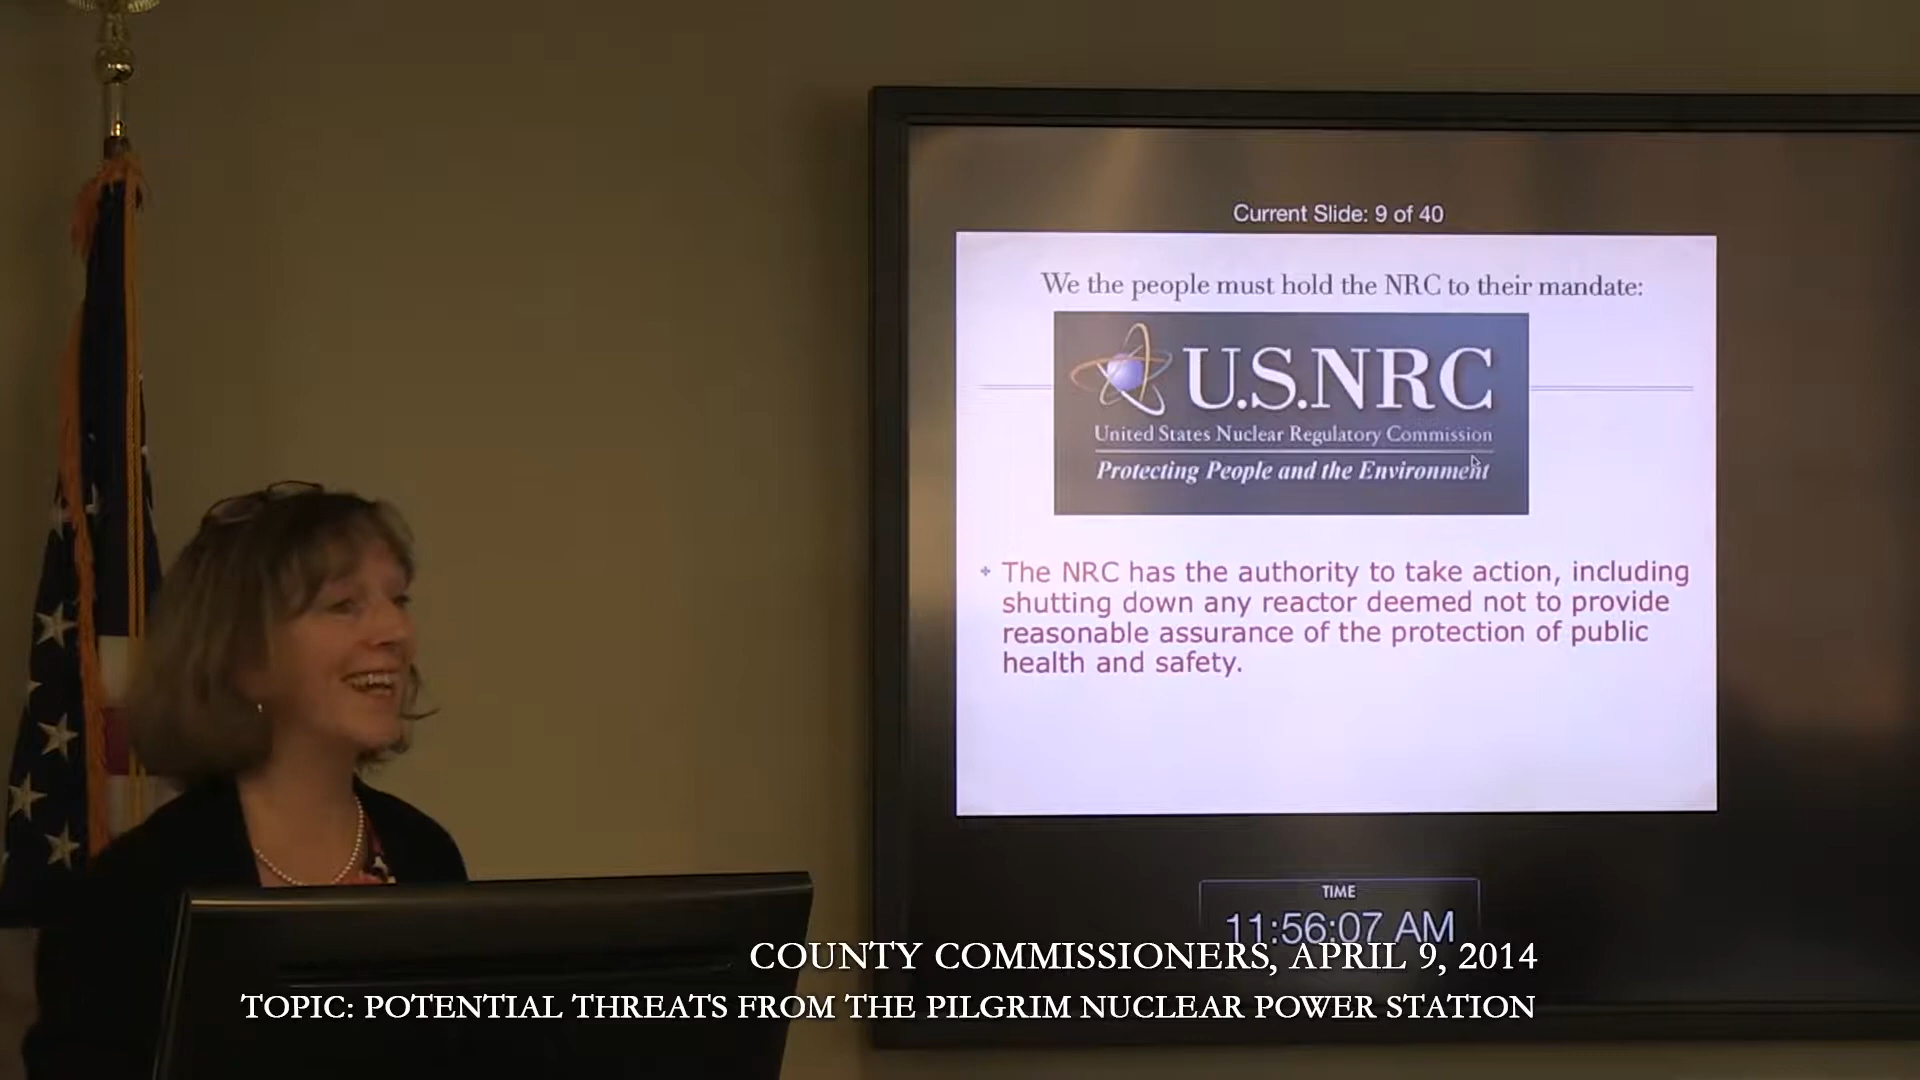 Current Slide: 9 of 40
We the people must hold the NRC to their mandate:
U.S.NRC
United States Nuclear Regulatory Commission
Protecting People and the Environment
The NRC has the authority to take action, including
shutting down any reactor deemed not to provide
reasonable assurance of the protection of public
health and safety.
TIME
11:56:07 AM
COUNTY COMMISSIONERS, APRIL 9, 2014
TOPIC: POTENTIAL THREATS FROM THE PILGRIM NUCLEAR POWER STATION